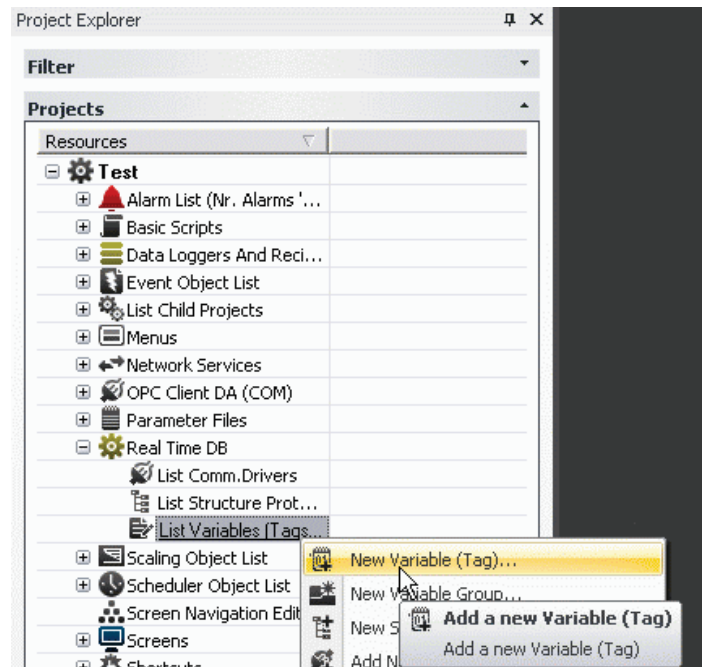 Project Explorer
Filter
Projects
Resources
Test
Alarm List (Nr. Alarms '...
Basic Scripts
Data Loggers And Reci...
Event Object List
List Child Projects
Menus
Network Services
OPC Client DA (COM)
Parameter Files
Real Time DB
List Comm.Drivers
List Structure Prot...
List Variables (Tags...
Scaling Object List
New Variable (Tag)...
Scheduler Object List
New Variable Group...
Screen Navigation Edit
New S
Add a new Variable (Tag)
Screens
Add a new Variable (Tag)
Shortcuts
Add N